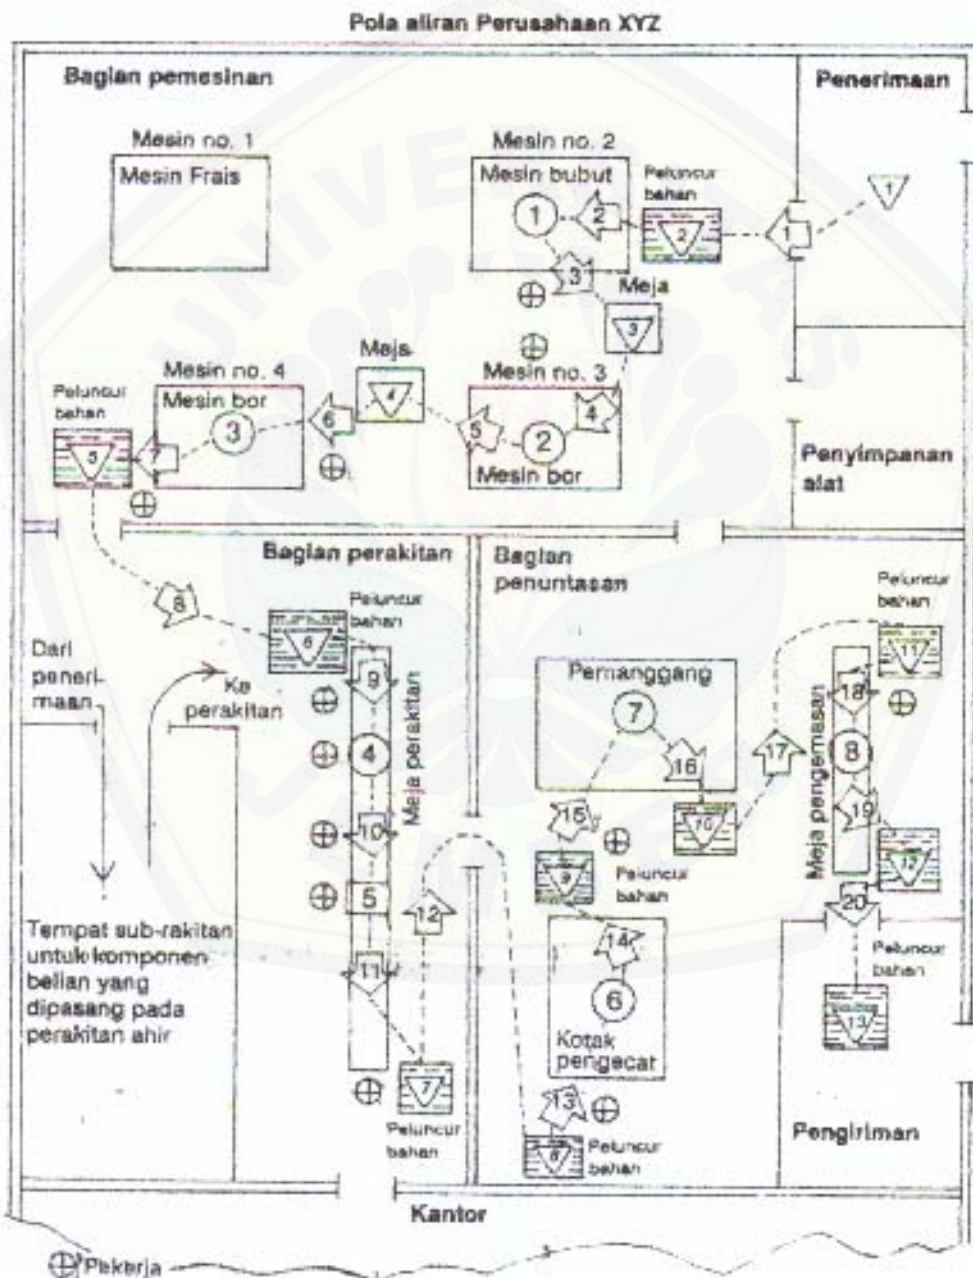 Pola aliran Perusahaan XYZ
Bagian pemesinan
Penerimaan
Mesin no. 1
Mesin Frais
Mesin no. 2
Mesin bubut
1
2
Peluncur
bahan
2
1
1
3
Meja
3
Mesin no. 4
Mesin bor
3
Peluncur
bahan
5
7
6
Meja
4
Mesin no. 3
5
2
4
Mesin bor
Penyimpanan
alat
Bagian perakitan
Bagian
penuntasan
8
Peluncur
bahan
6
Dari
peneri-
maan
Ke
perakitan
9
4
10
5
11
Meja perakitan
12
7
Peluncur
bahan
Tempat sub-rakitan
untuk komponen
belian yang
dipasang pada
perakitan ahir
Pemanggang
7
16
15
10
9
Peluncur
bahan
14
6
Kotak
pengecat
13
8
Peluncur
bahan
17
Peluncur
bahan
11
18
8
19
Meja pengemasan
12
20
Peluncur
bahan
13
Pengiriman
Kantor
Pekerja
UNIVERSITAS